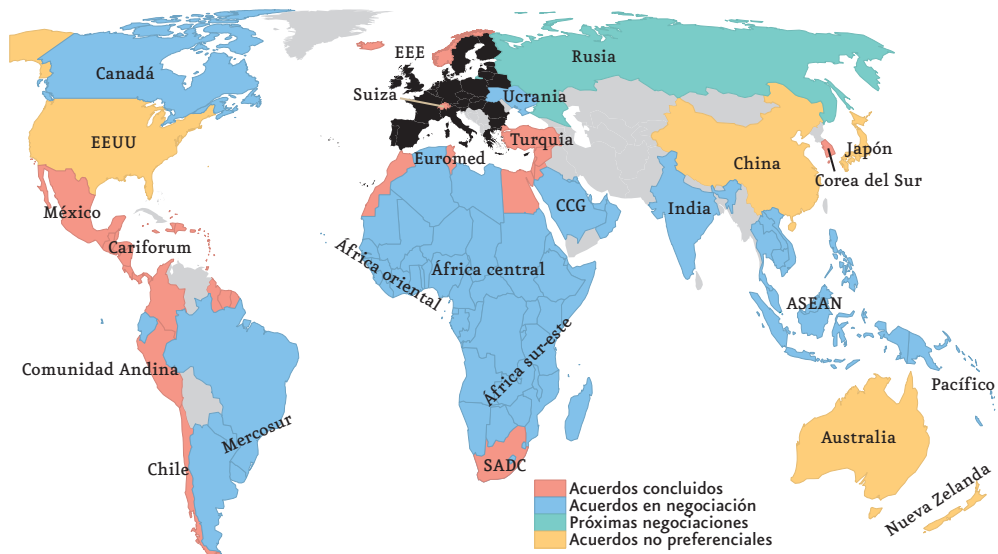 EEE
Rusia
Canadá
Suiza
Ucrania
EEUU
Turquia
Japón
Euromed
China
Corea del Sur
México
CCG
India
Cariforum
África oriental
África central
ASEAN
África sur-este
Comunidad Andina
Pacífico
Mercosur
Australia
Chile
SADC
Nueva Zelanda
Acuerdos concluidos
Acuerdos en negociación
Próximas negociaciones
Acuerdos no preferenciales